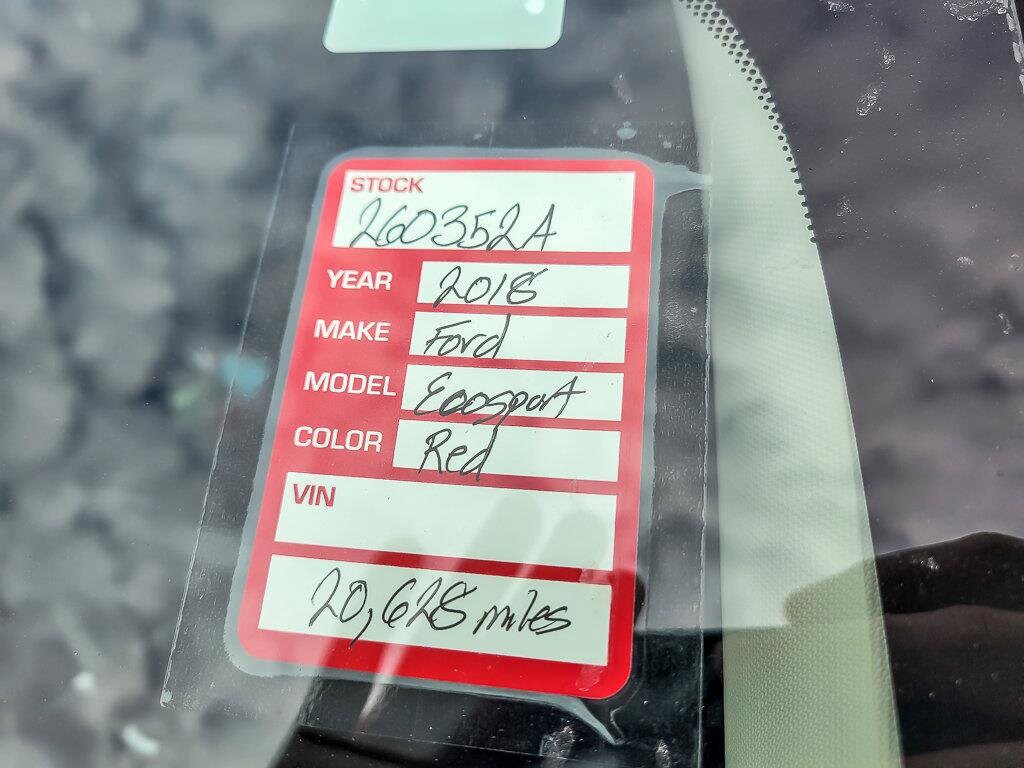 STOCK
260352A
YEAR 2018
MAKE Ford
MODEL Ecosport
COLOR Red
VIN
20,628 miles